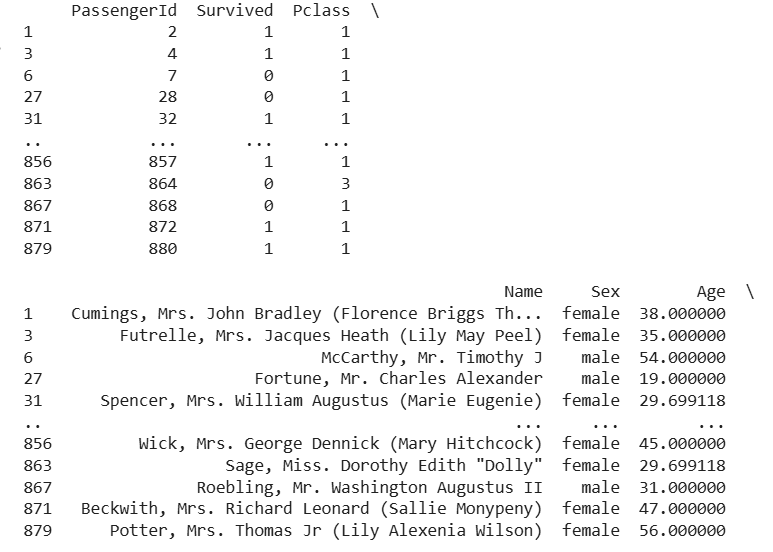 PassengerId Survived Pclass \
1 2 1 1
3 4 1 1
6 7 0 1
27 28 0 1
31 32 1 1
.. ... ... ...
856 857 1 1
863 864 0 3
867 868 0 1
871 872 1 1
879 880 1 1
Name Sex Age \
1 Cumings, Mrs. John Bradley (Florence Briggs Th... female 38.000000
3 Futrelle, Mrs. Jacques Heath (Lily May Peel) female 35.000000
6 McCarthy, Mr. Timothy J male 54.000000
27 Fortune, Mr. Charles Alexander male 19.000000
31 Spencer, Mrs. William Augustus (Marie Eugenie) female 29.699118
.. ... ... ...
856 Wick, Mrs. George Dennick (Mary Hitchcock) female 45.000000
863 Sage, Miss. Dorothy Edith "Dolly" female 29.699118
867 Roebling, Mr. Washington Augustus II male 31.000000
871 Beckwith, Mrs. Richard Leonard (Sallie Monypeny) female 47.000000
879 Potter, Mrs. Thomas Jr (Lily Alexenia Wilson) female 56.000000